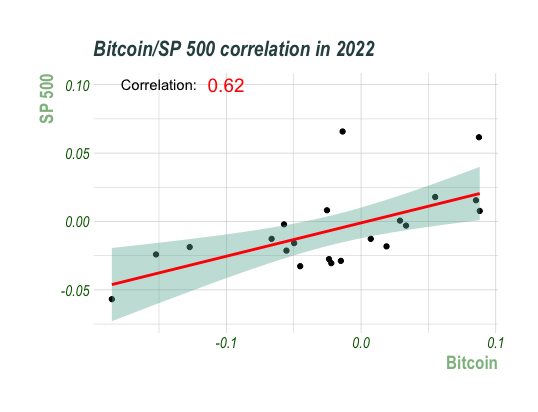 Bitcoin/SP 500 correlation in 2022
Correlation: 0.62
SP 500
0.10
0.05
0.00
-0.05
-0.1 0.0 0.1
Bitcoin